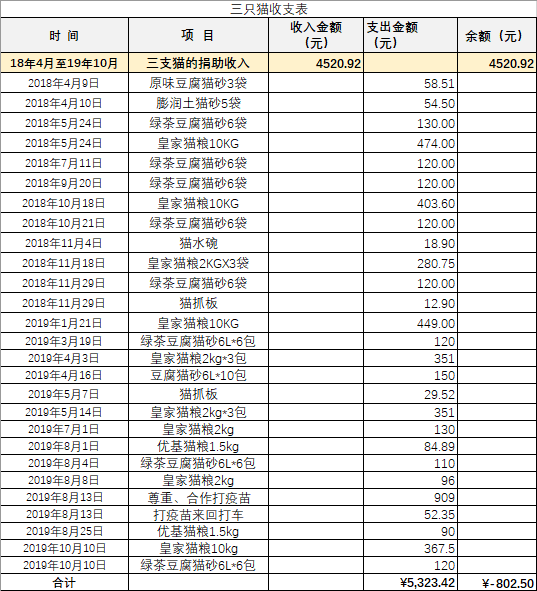 三只猫收支表
时 间 项 目 收入金额（元） 支出金额（元） 余额（元）
18年4月至19年10月 三支猫的捐助收入 4520.92 4520.92
2018年4月9日 原味豆腐猫砂3袋 58.51
2018年4月10日 膨润土猫砂5袋 54.50
2018年5月24日 绿茶豆腐猫砂6袋 130.00
2018年5月24日 皇家猫粮10KG 474.00
2018年7月11日 绿茶豆腐猫砂6袋 120.00
2018年9月20日 绿茶豆腐猫砂6袋 120.00
2018年10月18日 皇家猫粮10KG 403.60
2018年10月21日 绿茶豆腐猫砂6袋 120.00
2018年11月4日 猫水碗 18.90
2018年11月18日 皇家猫粮2KGX3袋 280.75
2018年11月29日 绿茶豆腐猫砂6袋 120.00
2018年11月29日 猫抓板 12.90
2019年1月21日 皇家猫粮10KG 449.00
2019年3月19日 绿茶豆腐猫砂6L*6包 120
2019年4月3日 皇家猫粮2kg*3包 351
2019年4月16日 豆腐猫砂6L*10包 150
2019年5月7日 猫抓板 29.52
2019年5月14日 皇家猫粮2kg*3包 351
2019年7月1日 皇家猫粮2kg 130
2019年8月1日 优基猫粮1.5kg 84.89
2019年8月4日 绿茶豆腐猫砂6L*6包 110
2019年8月8日 皇家猫粮2kg 96
2019年8月13日 尊重、合作打疫苗 909
2019年8月13日 打疫苗来回打车 52.35
2019年8月25日 优基猫粮1.5kg 90
2019年10月10日 皇家猫粮10kg 367.5
2019年10月10日 绿茶豆腐猫砂6L*6包 120
合计 ¥5,323.42 ¥-802.50